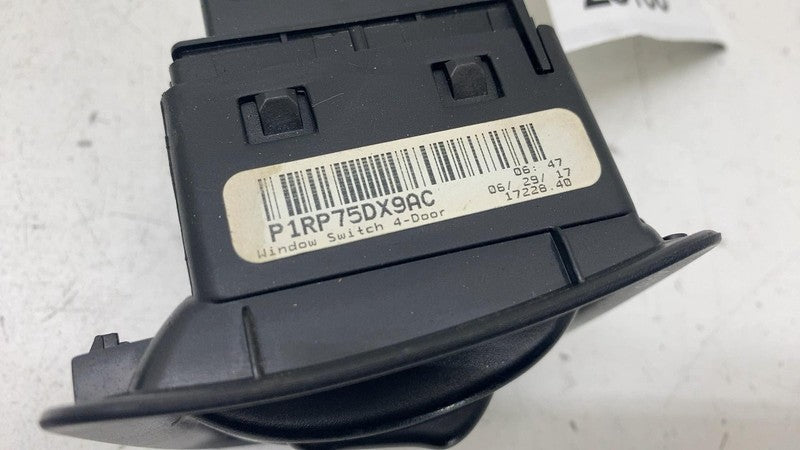 P1RP75DX9AC
Window Switch 4-Door
06: 47
06/ 29/ 17
17228.40